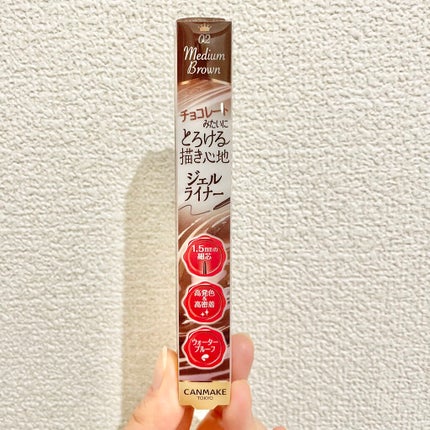 02
Medium
Brown
チョコレート
みたいに
とろける
描き心地
ジェル
ライナー
1.5mmの
細芯
高発色&
高密着
ウォーター
プルーフ
CANMAKE
TOKYO